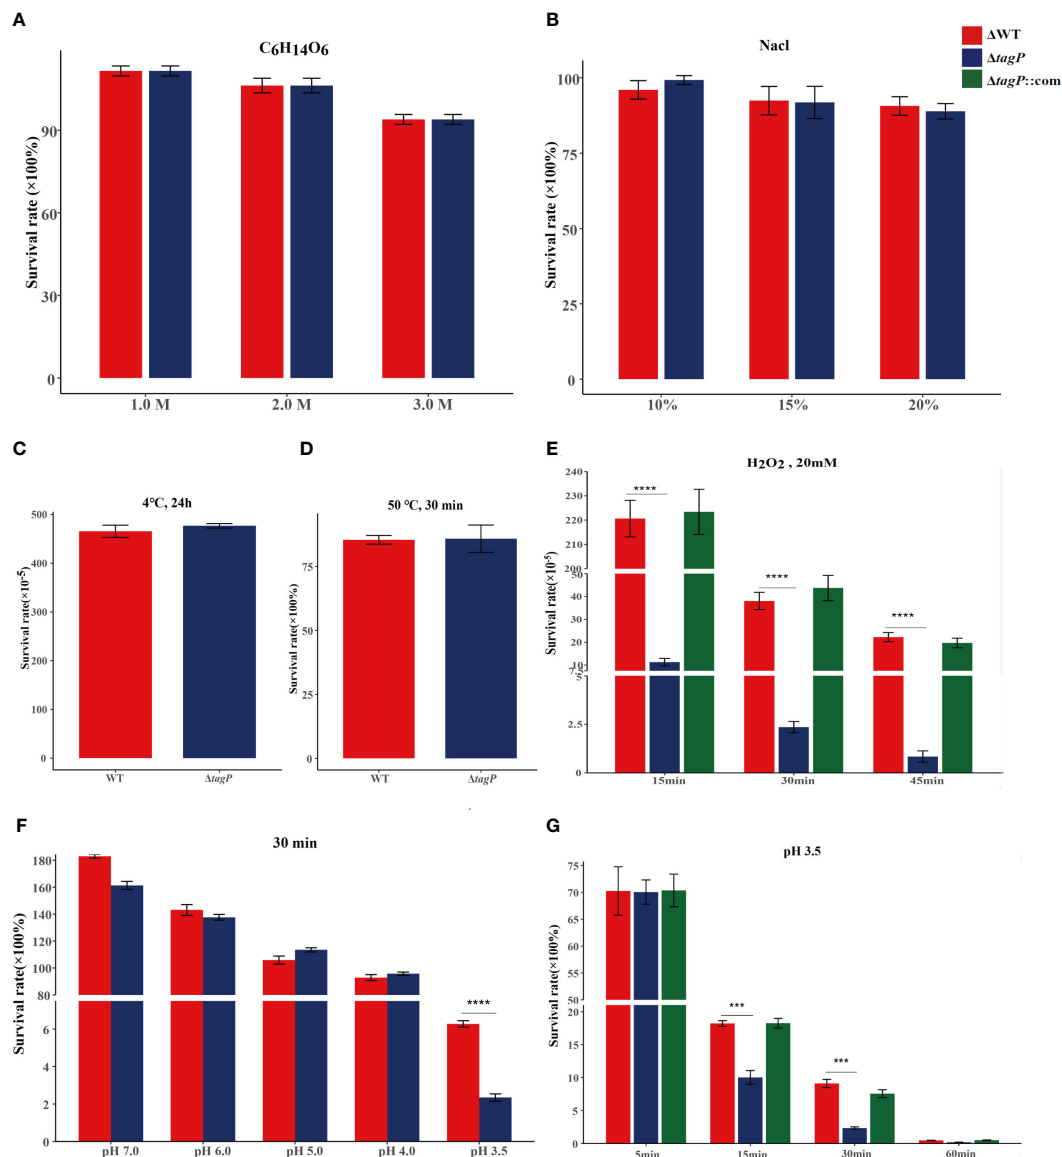 A
C6H14O6
Survival rate (×100%)
90
60
30
0
1.0 M
2.0 M
3.0 M
B
Nacl
ΔWT
ΔtagP
ΔtagP::com
Survival rate (×100%)
100
75
50
25
0
10%
15%
20%
C
4°C, 24h
Survival rate(×10-5)
500
400
300
200
100
0
WT
ΔtagP
D
50 °C, 30 min
Survival rate(×100%)
75
50
25
0
WT
ΔtagP
E
H2O2 , 20mM
Survival rate(×10-5)
240
230
220
210
200
50
40
30
20
10
7.5
5
2.5
0
****
****
****
15min
30min
45min
F
30 min
Survival rate(×100%)
180
160
140
120
100
80
6
4
2
0
****
pH 7.0
pH 6.0
pH 5.0
pH 4.0
pH 3.5
G
pH 3.5
Survival rate(×100%)
75
70
65
60
55
50
20
15
10
5
0
***
***
5min
15min
30min
60min